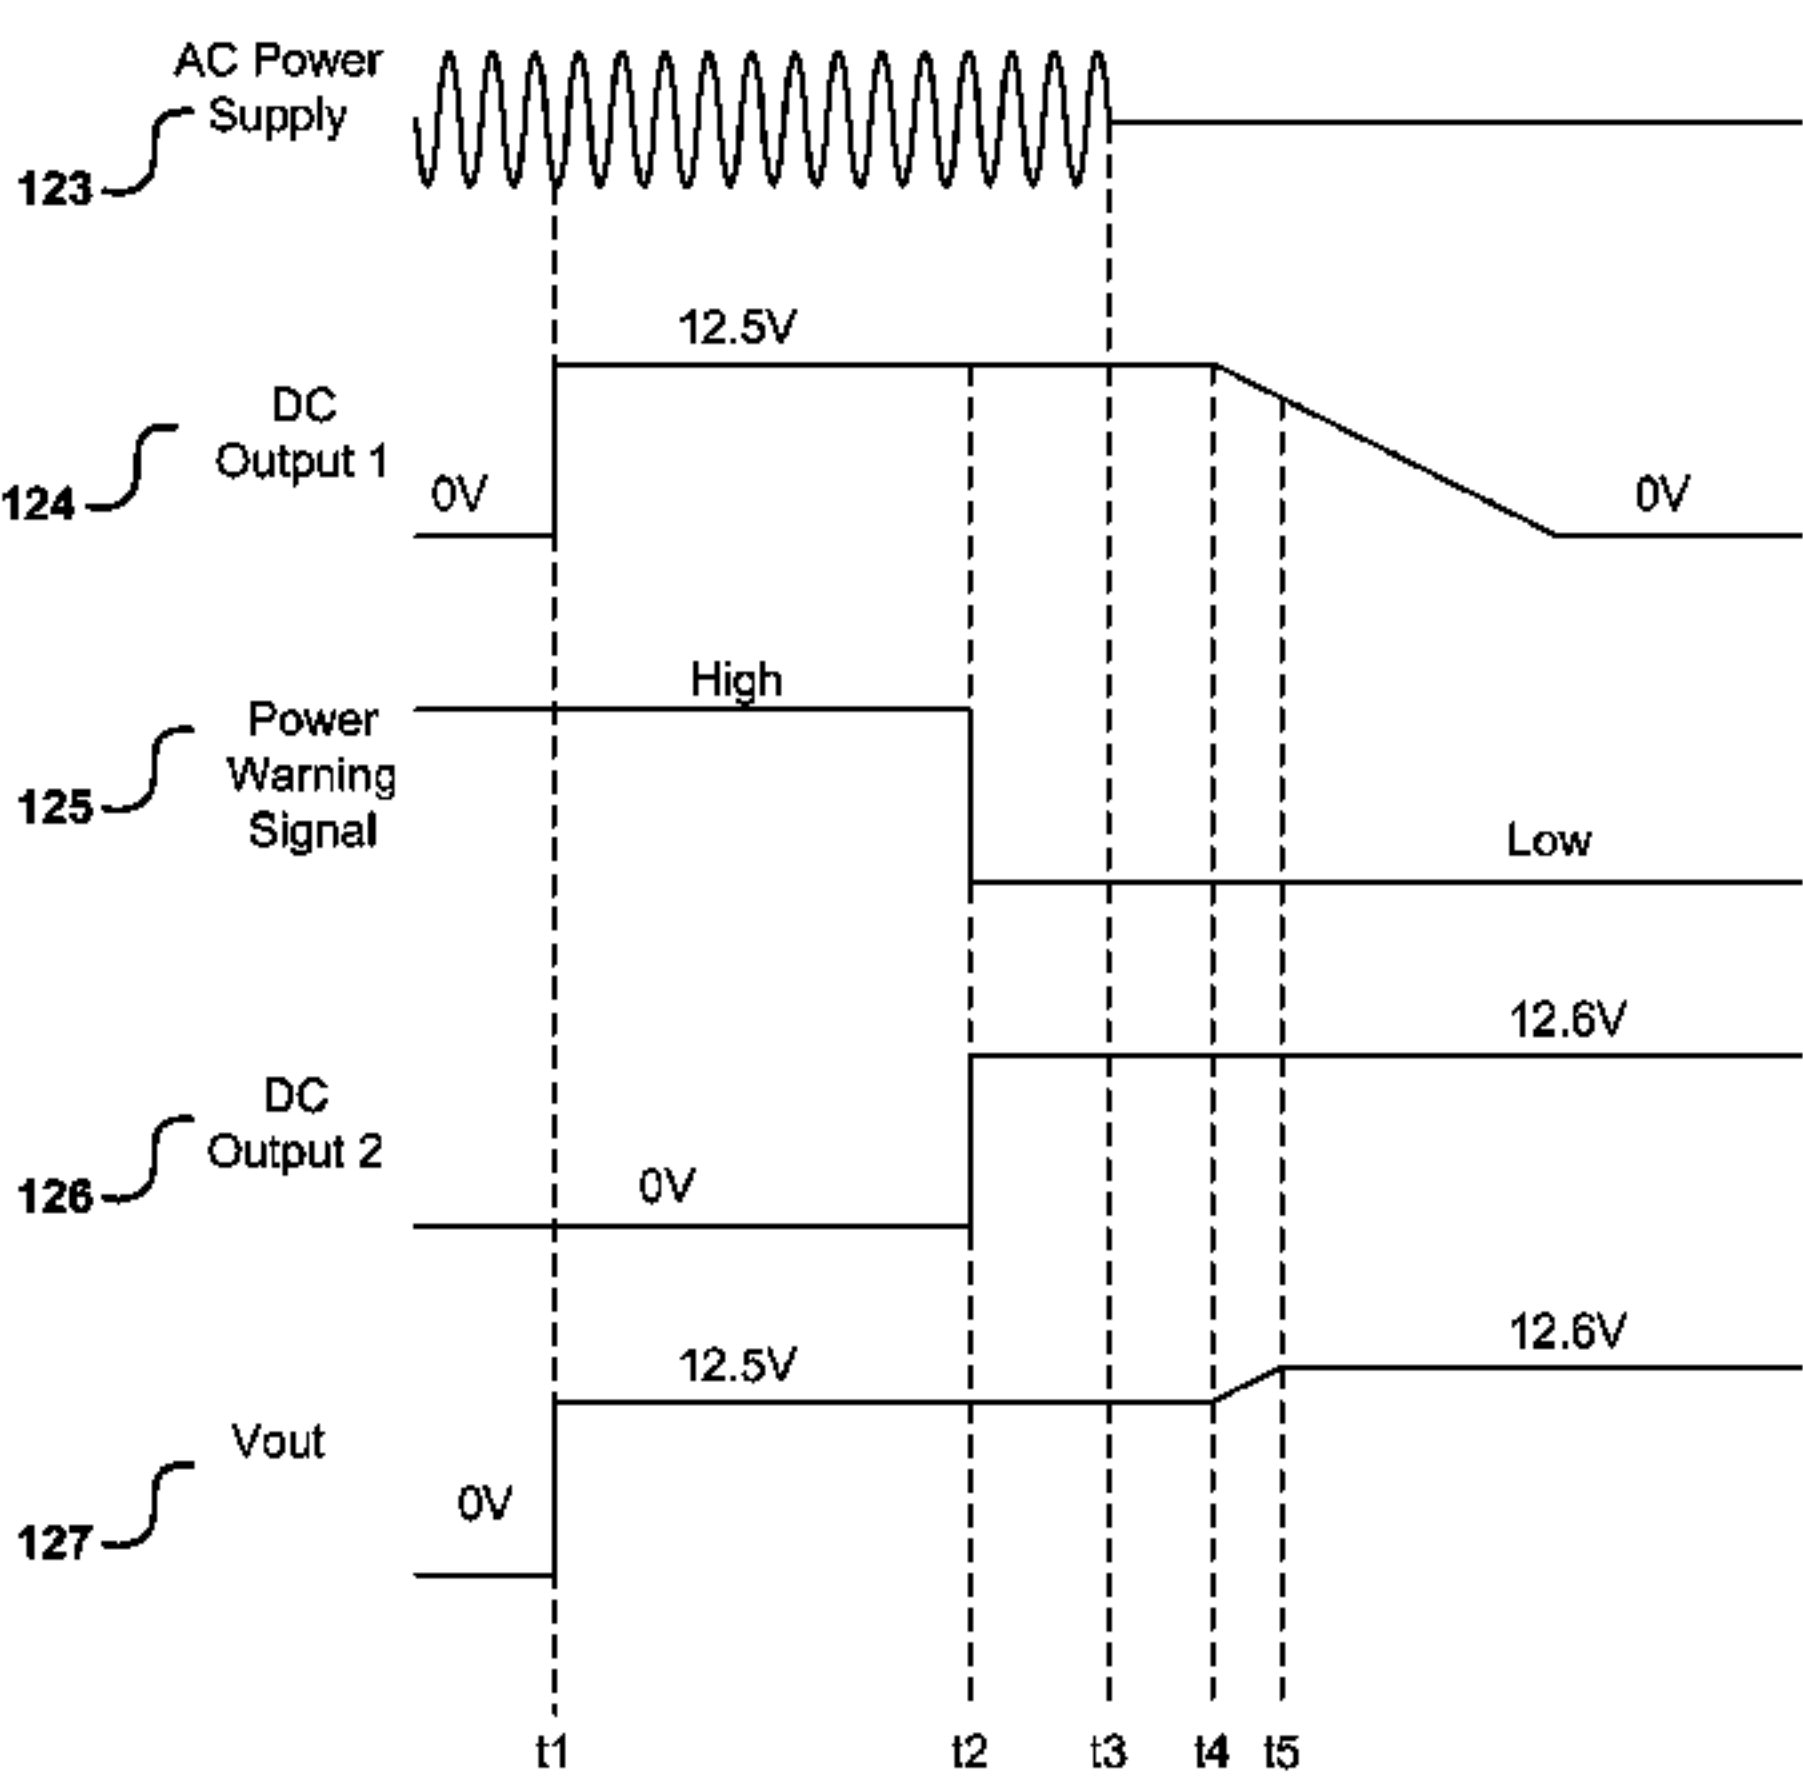 AC Power
Supply
123
12.5V
DC
Output 1
0V
0V
124
High
Power
Warning
Signal
125
Low
12.6V
DC
Output 2
0V
126
12.6V
12.5V
Vout
0V
127
t1
t2
t3
t4
t5